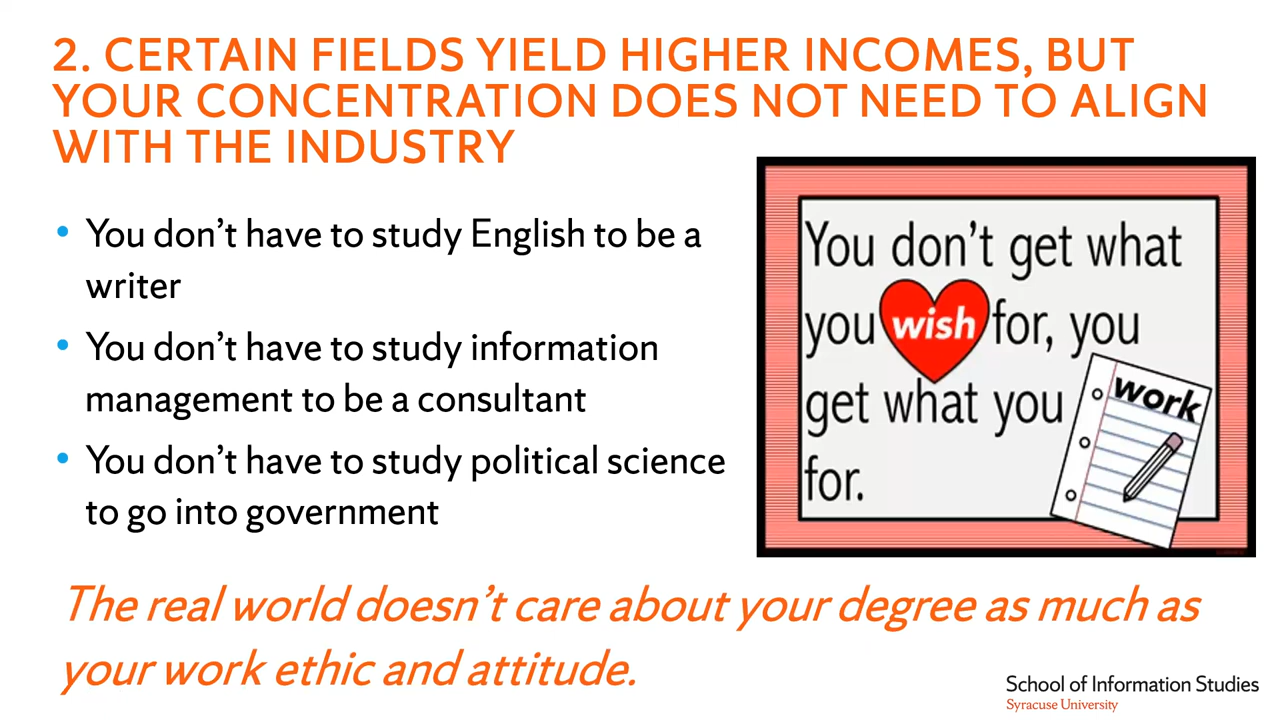 2. CERTAIN FIELDS YIELD HIGHER INCOMES, BUT
YOUR CONCENTRATION DOES NOT NEED TO ALIGN
WITH THE INDUSTRY
• You don't have to study English to be a
writer
• You don't have to study information
management to be a consultant
• You don't have to study political science
to go into government
You don't get what
you wish for, you
get what you
work
for.
The real world doesn't care about your degree as much as
your work ethic and attitude.
School of Information Studies
Syracuse University